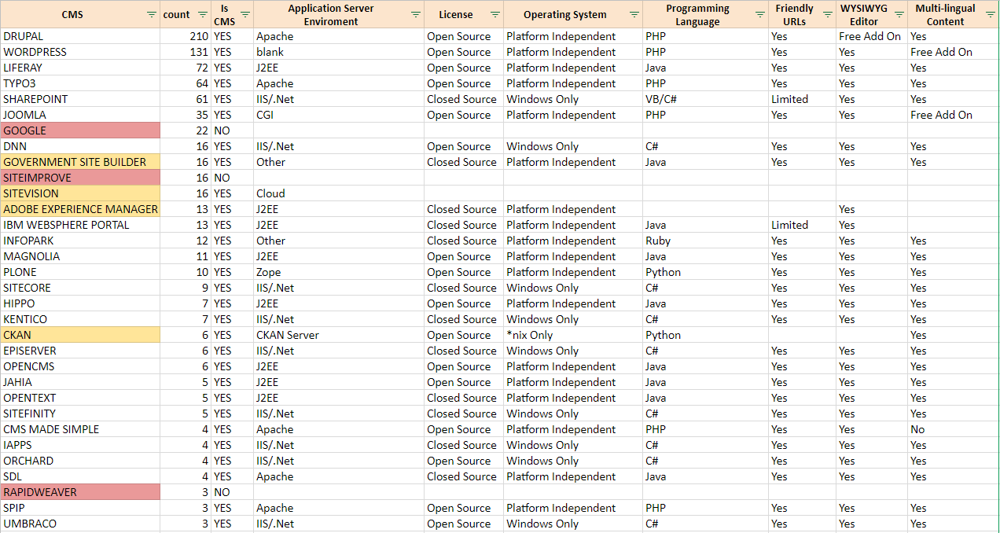 CMS count Is CMS Application Server Enviroment License Operating System Programming Language Friendly URLs WYSIWYG Editor Multi-lingual Content
DRUPAL 210 YES Apache Open Source Platform Independent PHP Yes Free Add On Yes
WORDPRESS 131 YES blank Open Source Platform Independent PHP Yes Yes Free Add On
LIFERAY 72 YES J2EE Open Source Platform Independent Java Yes Yes Yes
TYPO3 64 YES Apache Open Source Platform Independent PHP Yes Yes Yes
SHAREPOINT 61 YES IIS/.Net Closed Source Windows Only VB/C# Limited Yes Yes
JOOMLA 35 YES CGI Open Source Platform Independent PHP Yes Yes Free Add On
GOOGLE 22 NO
DNN 16 YES IIS/.Net Open Source Windows Only C# Yes Yes Yes
GOVERNMENT SITE BUILDER 16 YES Other Closed Source Platform Independent Java Yes Yes Yes
SITEIMPROVE 16 NO
SITEVISION 16 YES Cloud
ADOBE EXPERIENCE MANAGER 13 YES J2EE Closed Source Platform Independent Yes
IBM WEBSPHERE PORTAL 13 YES J2EE Closed Source Platform Independent Java Limited Yes
INFOPARK 12 YES Other Closed Source Platform Independent Ruby Yes Yes Yes
MAGNOLIA 11 YES J2EE Open Source Platform Independent Java Yes Yes Yes
PLONE 10 YES Zope Open Source Platform Independent Python Yes Yes Yes
SITECORE 9 YES IIS/.Net Closed Source Windows Only C# Yes Yes Yes
HIPPO 7 YES J2EE Open Source Platform Independent Java Yes Yes Yes
KENTICO 7 YES IIS/.Net Closed Source Windows Only C# Yes Yes Yes
CKAN 6 YES CKAN Server Open Source *nix Only Python Yes
EPISERVER 6 YES IIS/.Net Closed Source Windows Only C# Yes Yes Yes
OPENCMS 6 YES J2EE Open Source Platform Independent Java Yes Yes Yes
JAHIA 5 YES J2EE Open Source Platform Independent Java Yes Yes Yes
OPENTEXT 5 YES J2EE Closed Source Platform Independent Java Yes Yes Yes
SITEFINITY 5 YES IIS/.Net Closed Source Windows Only C# Yes Yes Yes
CMS MADE SIMPLE 4 YES Apache Open Source Platform Independent PHP Yes Yes No
IAPPS 4 YES IIS/.Net Closed Source Windows Only C# Yes Yes Yes
ORCHARD 4 YES IIS/.Net Open Source Windows Only C# Yes Yes Yes
SDL 4 YES Apache Closed Source Platform Independent Java Yes Yes Yes
RAPIDWEAVER 3 NO
SPIP 3 YES Apache Open Source Platform Independent PHP Yes Yes Yes
UMBRACO 3 YES IIS/.Net Open Source Windows Only C# Yes Yes Yes